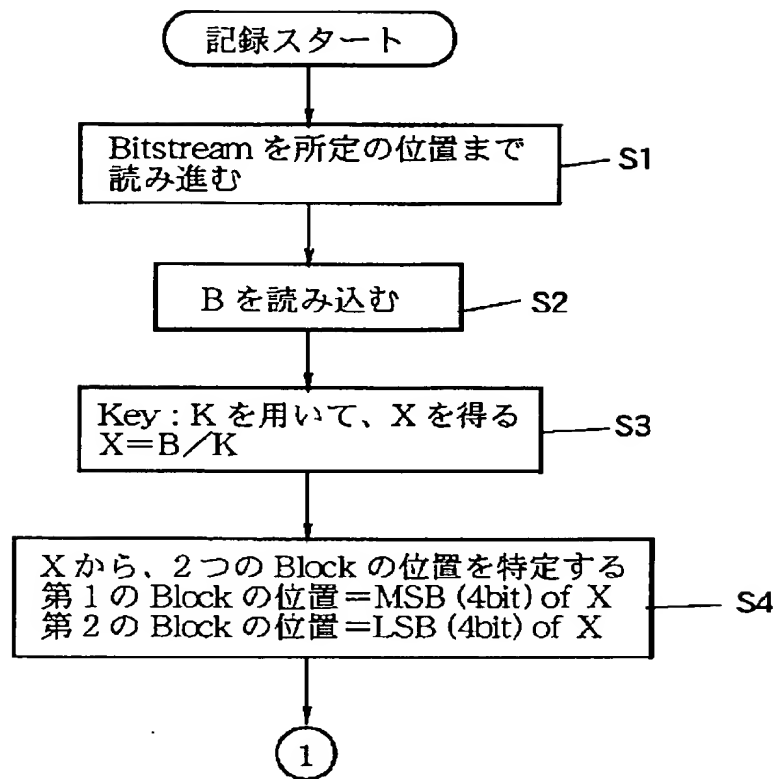 記録スタート
Bitstream を所定の位置まで
読み進む
S1
B を読み込む
S2
Key : K を用いて、X を得る
X=B/K
S3
X から、2つの Block の位置を特定する
第1の Block の位置=MSB (4bit) of X
第2の Block の位置=LSB (4bit) of X
S4
1